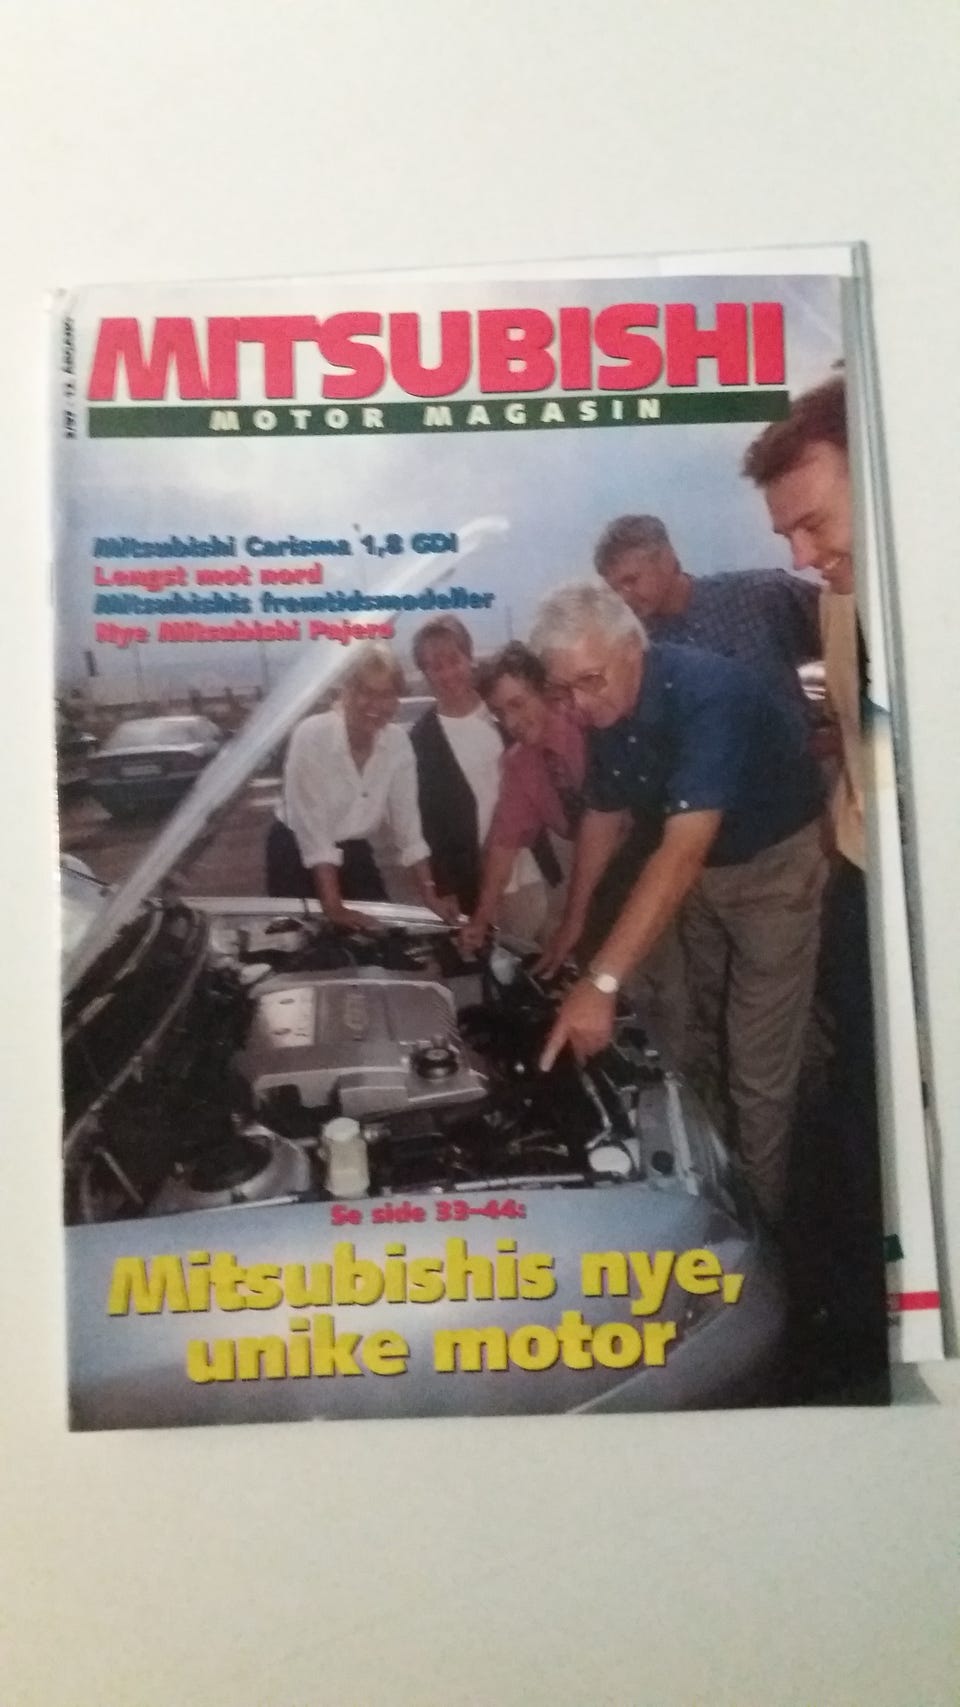 MITSUBISHI
MOTOR MAGASIN
Mitsubishi Carisma 1,8 GDI
Lengst mot nord
Mitsubishis fremtidsmodeller
Nye Mitsubishi Pajero
Se side 33–44:
Mitsubishis nye,
unike motor